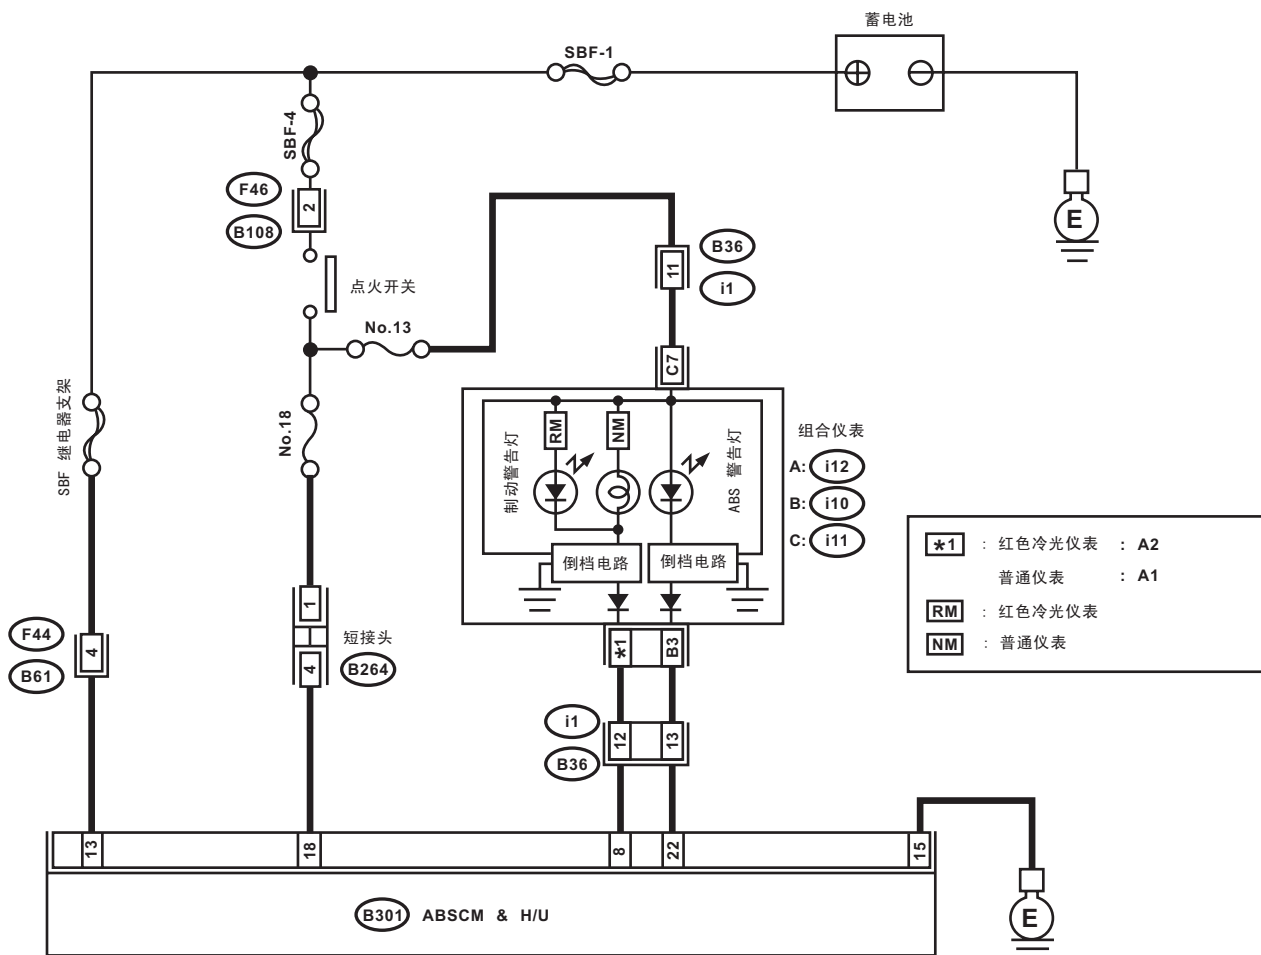 蓄电池
SBF-1
SBF-4
F46
2
B108
B36
11
i1
E
点火开关
No.13
C7
SBF 继电器支架
No.18
RM
NM
制动警告灯
ABS 警告灯
组合仪表
A: i12
B: i10
C: i11
倒档电路
倒档电路
*1 : 红色冷光仪表 : A2
普通仪表 : A1
RM : 红色冷光仪表
NM : 普通仪表
1
短接头
4
B264
F44
4
B61
*1
B3
i1
12
13
B36
13
18
8
22
15
E
B301 ABSCM & H/U